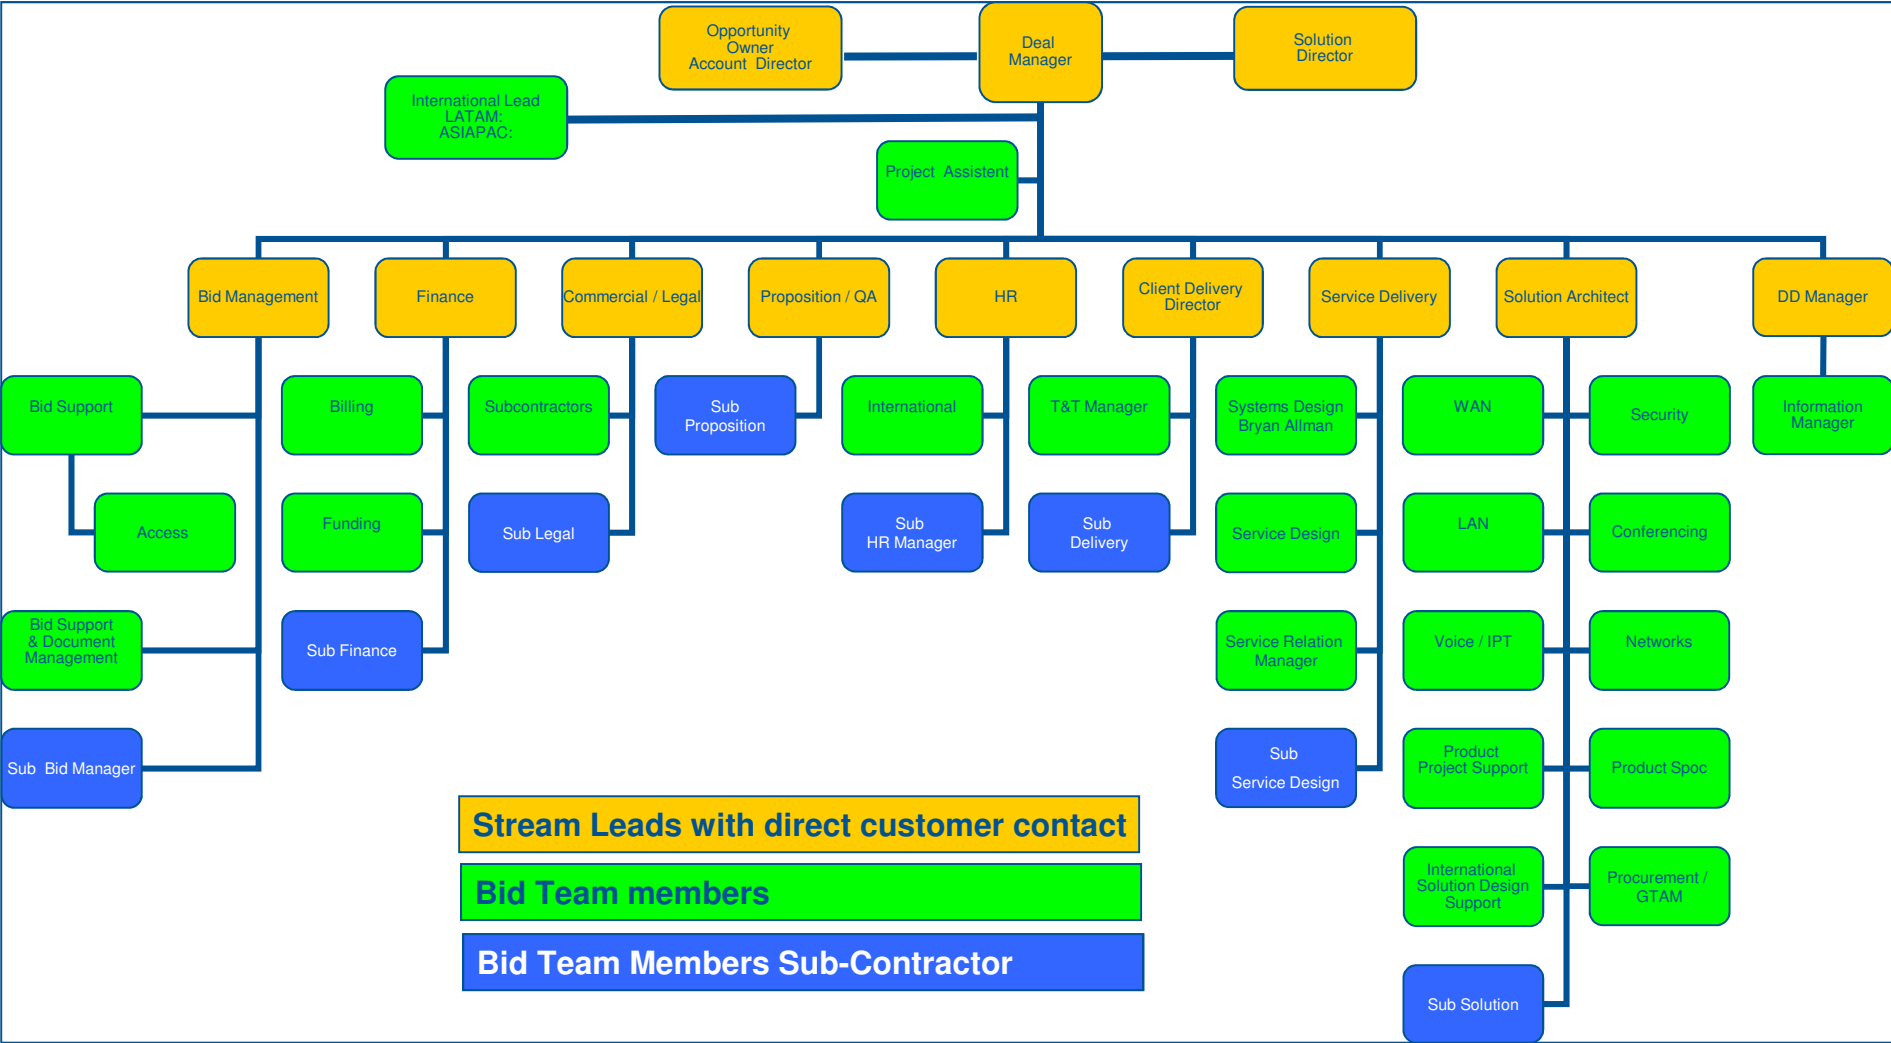 Opportunity
Owner
Account Director
Deal
Manager
Solution
Director
International Lead
LATAM:
ASIAPAC:
Project Assistent
Bid Management
Finance
Commercial / Legal
Proposition / QA
HR
Client Delivery
Director
Service Delivery
Solution Architect
DD Manager
Bid Support
Billing
Subcontractors
Sub
Proposition
International
T&T Manager
Systems Design
Bryan Allman
WAN
Security
Information
Manager
Access
Funding
Sub Legal
Sub
HR Manager
Sub
Delivery
Service Design
LAN
Conferencing
Bid Support
& Document
Management
Sub Finance
Service Relation
Manager
Voice / IPT
Networks
Sub Bid Manager
Sub
Service Design
Product
Project Support
Product Spoc
Stream Leads with direct customer contact
Bid Team members
Bid Team Members Sub-Contractor
International
Solution Design
Support
Procurement /
GTAM
Sub Solution